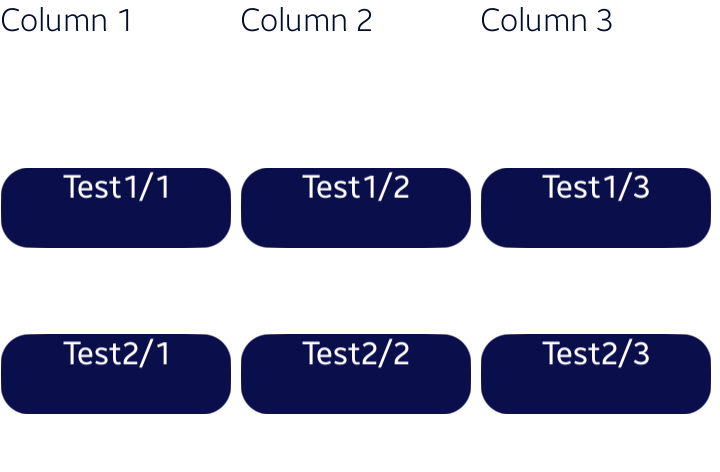 Column 1 Column 2 Column 3
Test1/1 Test1/2 Test1/3
Test2/1 Test2/2 Test2/3